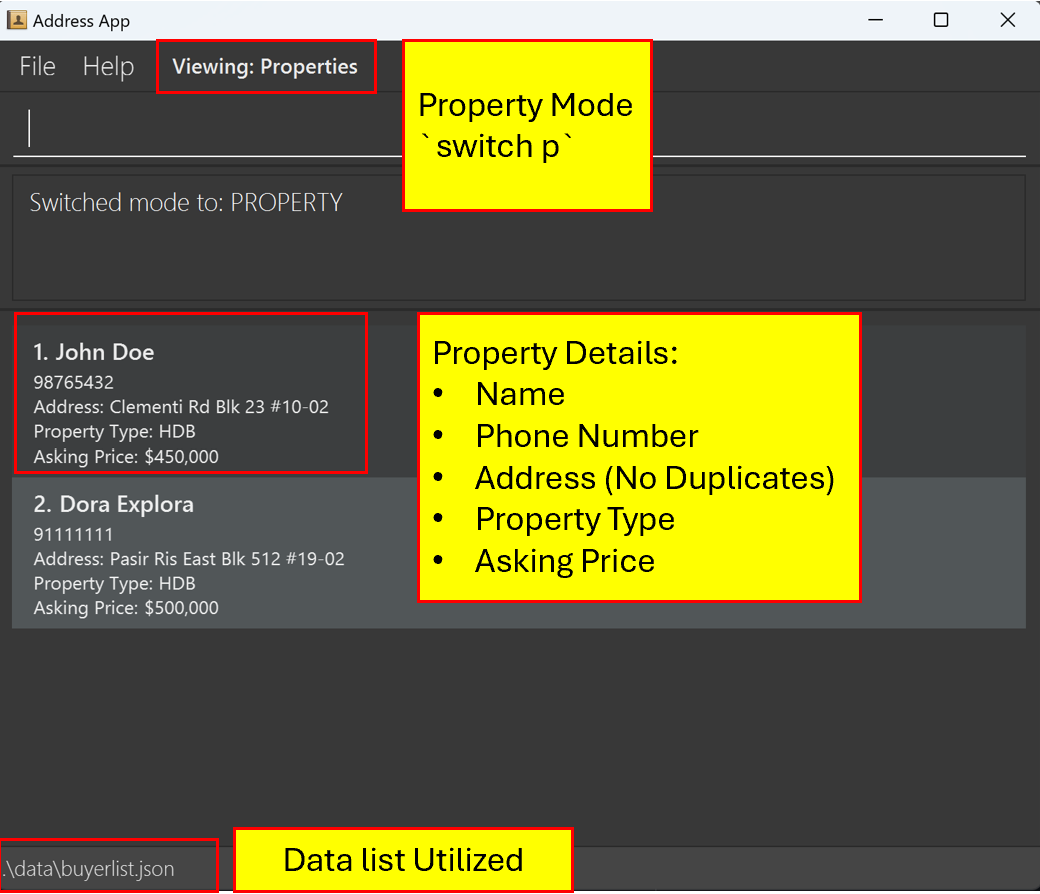 Address App
File Help Viewing: Properties
Property Mode
`switch p`
Switched mode to: PROPERTY
1. John Doe
98765432
Address: Clementi Rd Blk 23 #10-02
Property Type: HDB
Asking Price: $450,000
2. Dora Explora
91111111
Address: Pasir Ris East Blk 512 #19-02
Property Type: HDB
Asking Price: $500,000
Property Details:
• Name
• Phone Number
• Address (No Duplicates)
• Property Type
• Asking Price
.\data\buyerlist.json
Data list Utilized